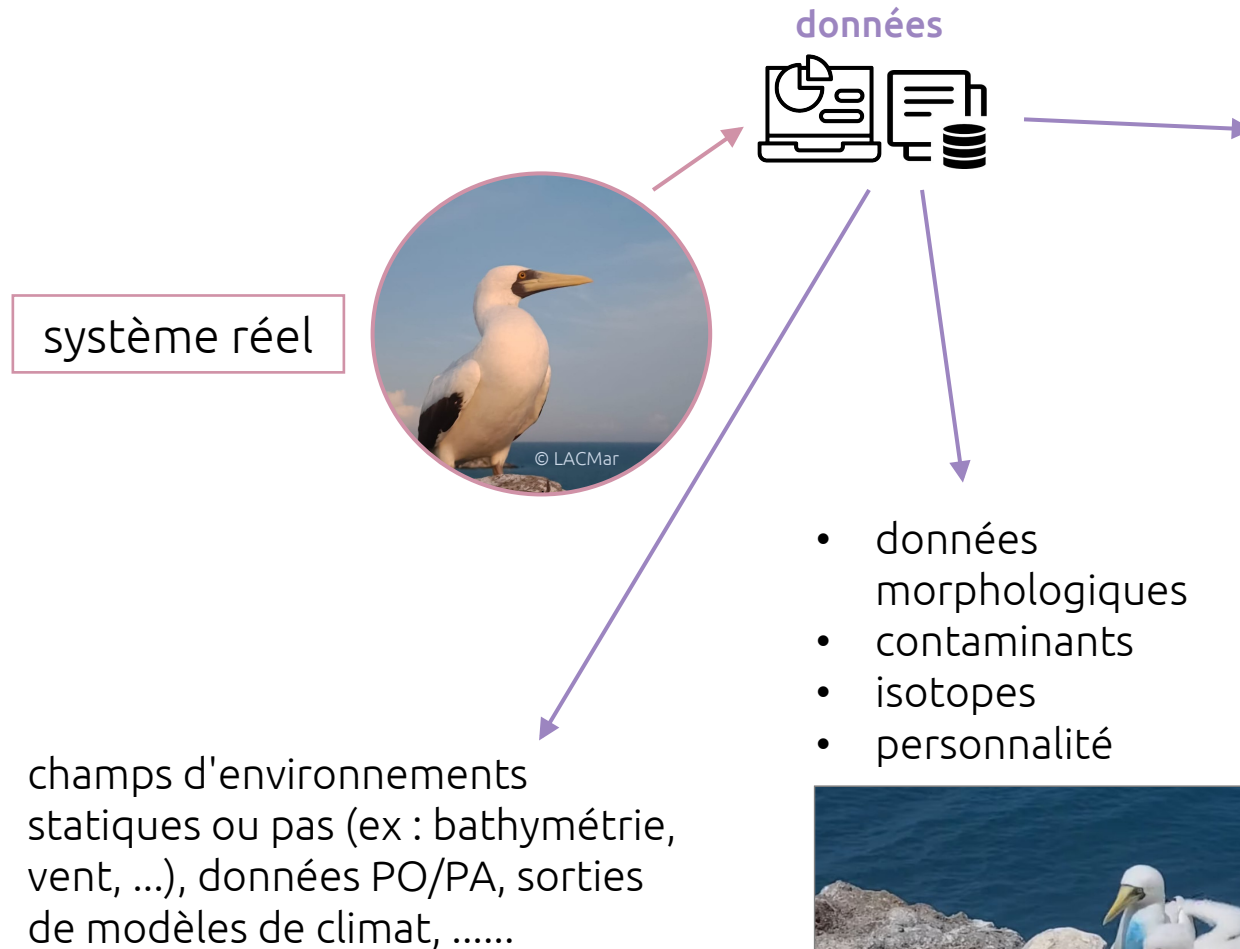 données
système réel
© LACMar
• données
morphologiques
• contaminants
• isotopes
• personnalité
champs d'environnements
statiques ou pas (ex : bathymétrie,
vent, ...), données PO/PA, sorties
de modèles de climat, ......